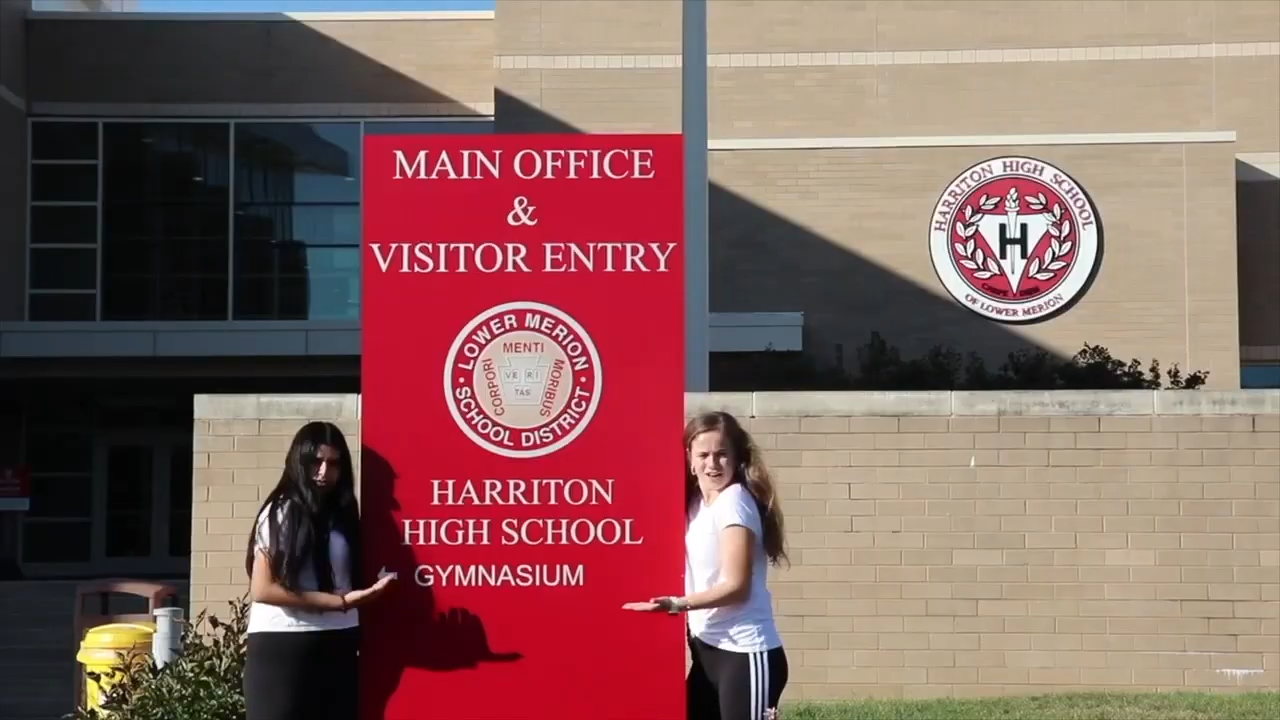 MAIN OFFICE
&
VISITOR ENTRY
LOWER MERION
MENTI
CORPORI
MORIBUS
VE RI
TAS
SCHOOL DISTRICT
HARRITON
HIGH SCHOOL
GYMNASIUM
HARRITON HIGH SCHOOL
H
OF LOWER MERION